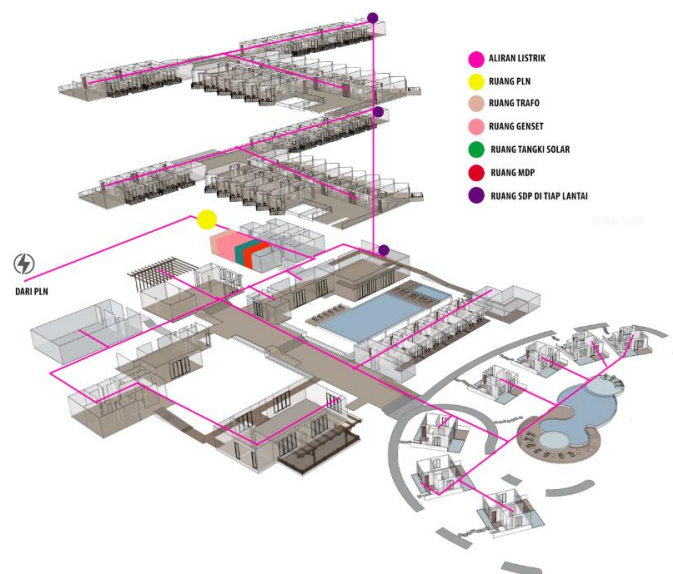 ALIRAN LISTRIK
RUANG PLN
RUANG TRAFO
RUANG GENSET
RUANG TANGKI SOLAR
RUANG MDP
RUANG SDP DI TIAP LANTAI
DARI PLN